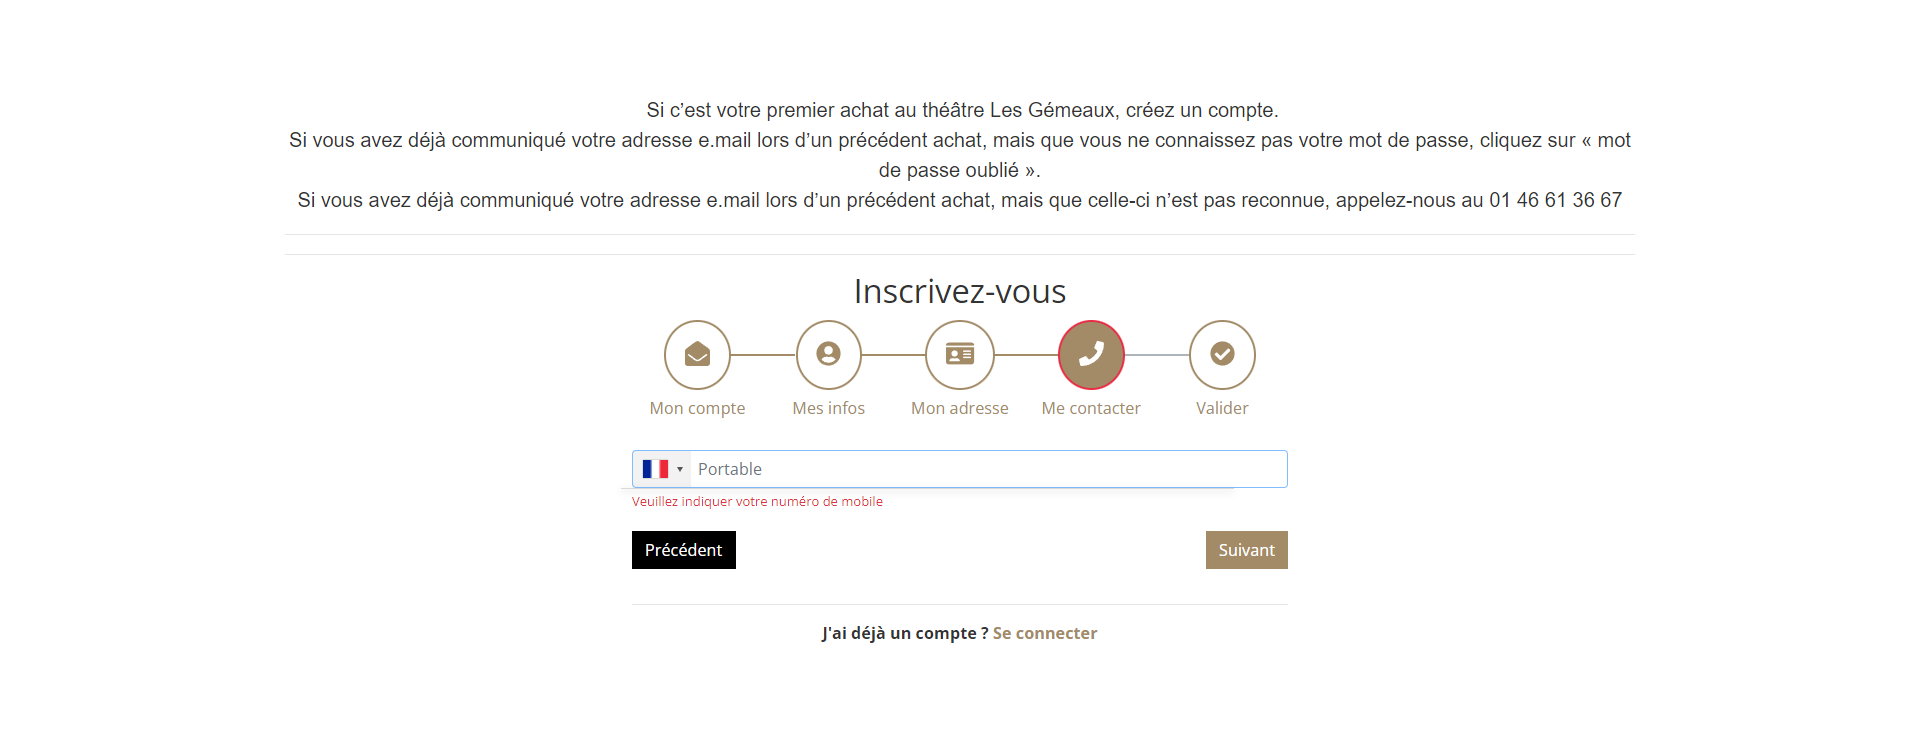 Si c’est votre premier achat au théâtre Les Gémeaux, créez un compte.
Si vous avez déjà communiqué votre adresse e.mail lors d’un précédent achat, mais que vous ne connaissez pas votre mot de passe, cliquez sur « mot
de passe oublié ».
Si vous avez déjà communiqué votre adresse e.mail lors d’un précédent achat, mais que celle-ci n’est pas reconnue, appelez-nous au 01 46 61 36 67
Inscrivez-vous
Mon compte Mes infos Mon adresse Me contacter Valider
Portable
Veuillez indiquer votre numéro de mobile
Précédent Suivant
J'ai déjà un compte ? Se connecter